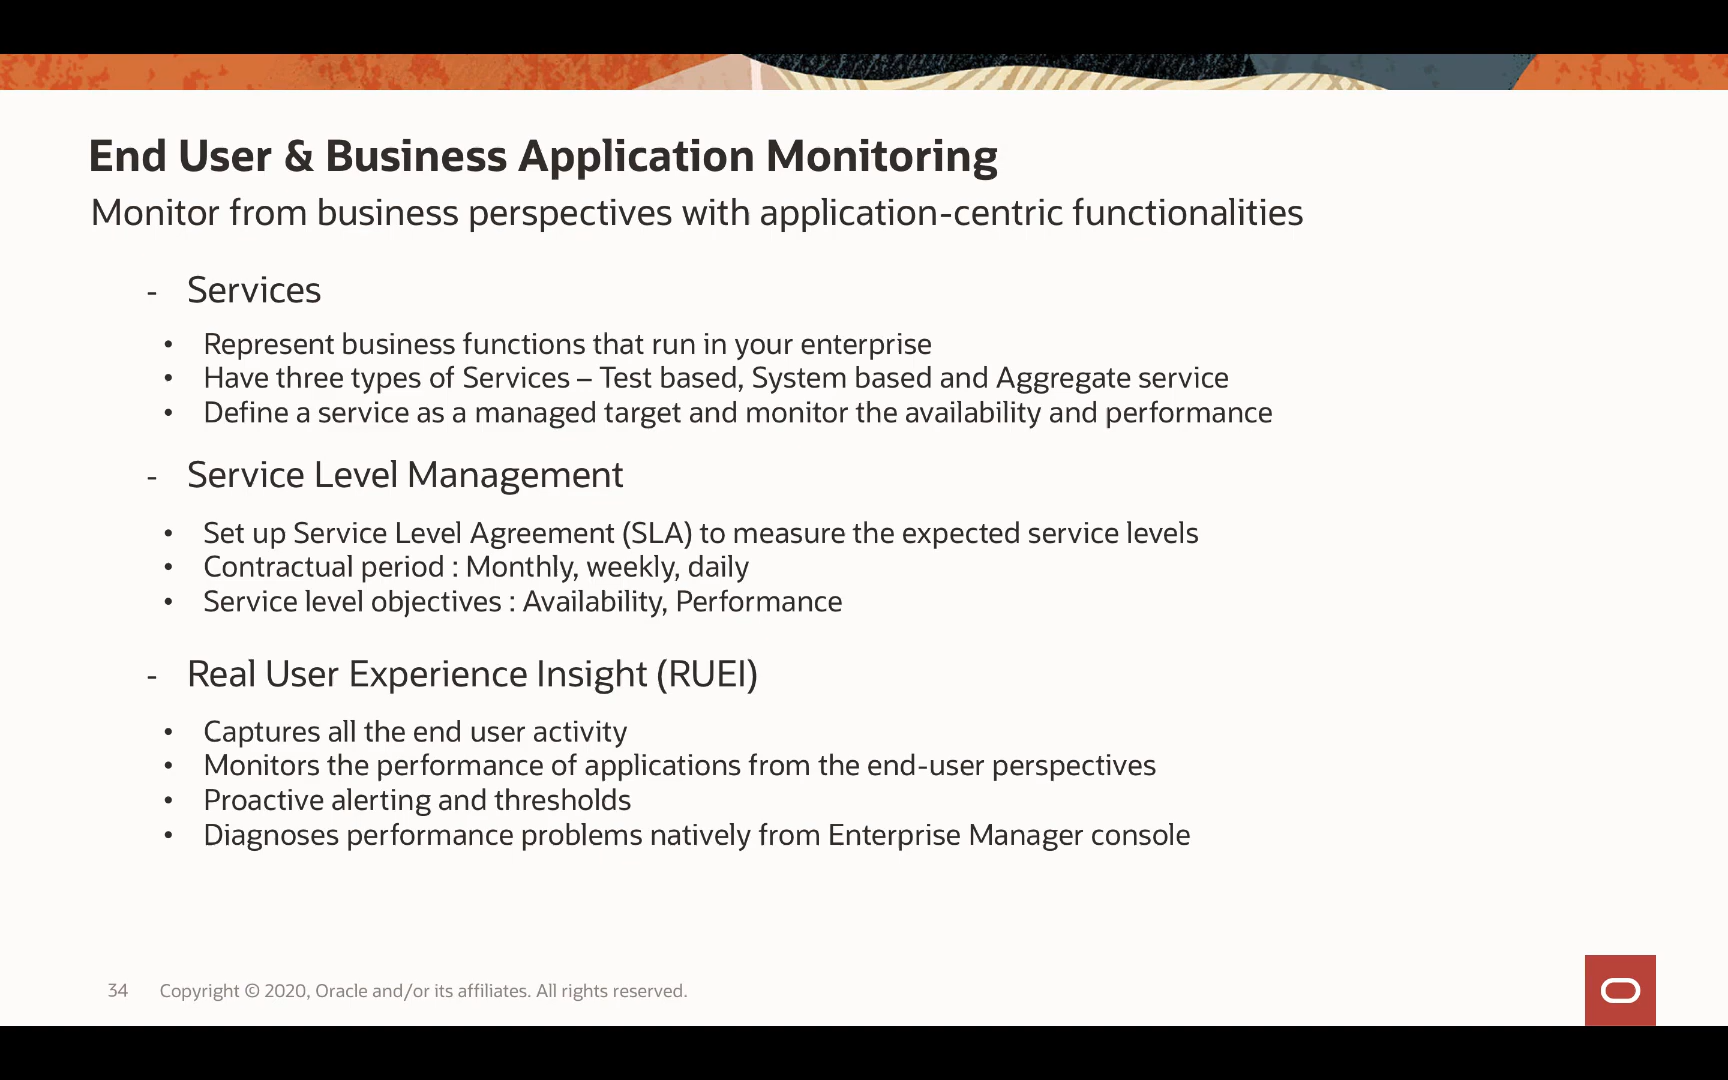 End User & Business Application Monitoring
Monitor from business perspectives with application-centric functionalities
- Services
• Represent business functions that run in your enterprise
• Have three types of Services – Test based, System based and Aggregate service
• Define a service as a managed target and monitor the availability and performance
- Service Level Management
• Set up Service Level Agreement (SLA) to measure the expected service levels
• Contractual period : Monthly, weekly, daily
• Service level objectives : Availability, Performance
- Real User Experience Insight (RUEI)
• Captures all the end user activity
• Monitors the performance of applications from the end-user perspectives
• Proactive alerting and thresholds
• Diagnoses performance problems natively from Enterprise Manager console
34 Copyright © 2020, Oracle and/or its affiliates. All rights reserved.